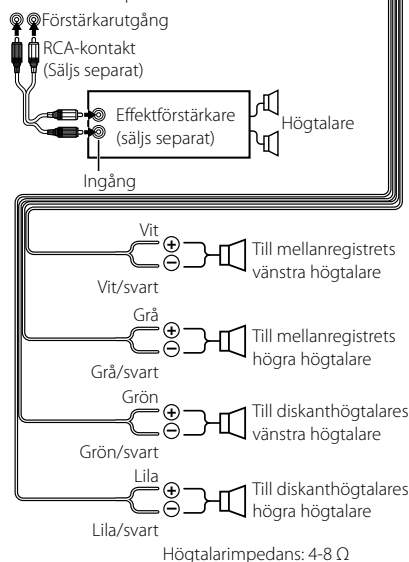 Förstärkarutgång
RCA-kontakt
(Säljs separat)
Effektförstärkare
(säljs separat)
Högtalare
Ingång
Vit
Till mellanregistrets
vänstra högtalare
Vit/svart
Grå
Till mellanregistrets
högra högtalare
Grå/svart
Grön
Till diskanthögtalares
vänstra högtalare
Grön/svart
Lila
Till diskanthögtalares
högra högtalare
Lila/svart
Högtalarimpedans: 4-8 Ω